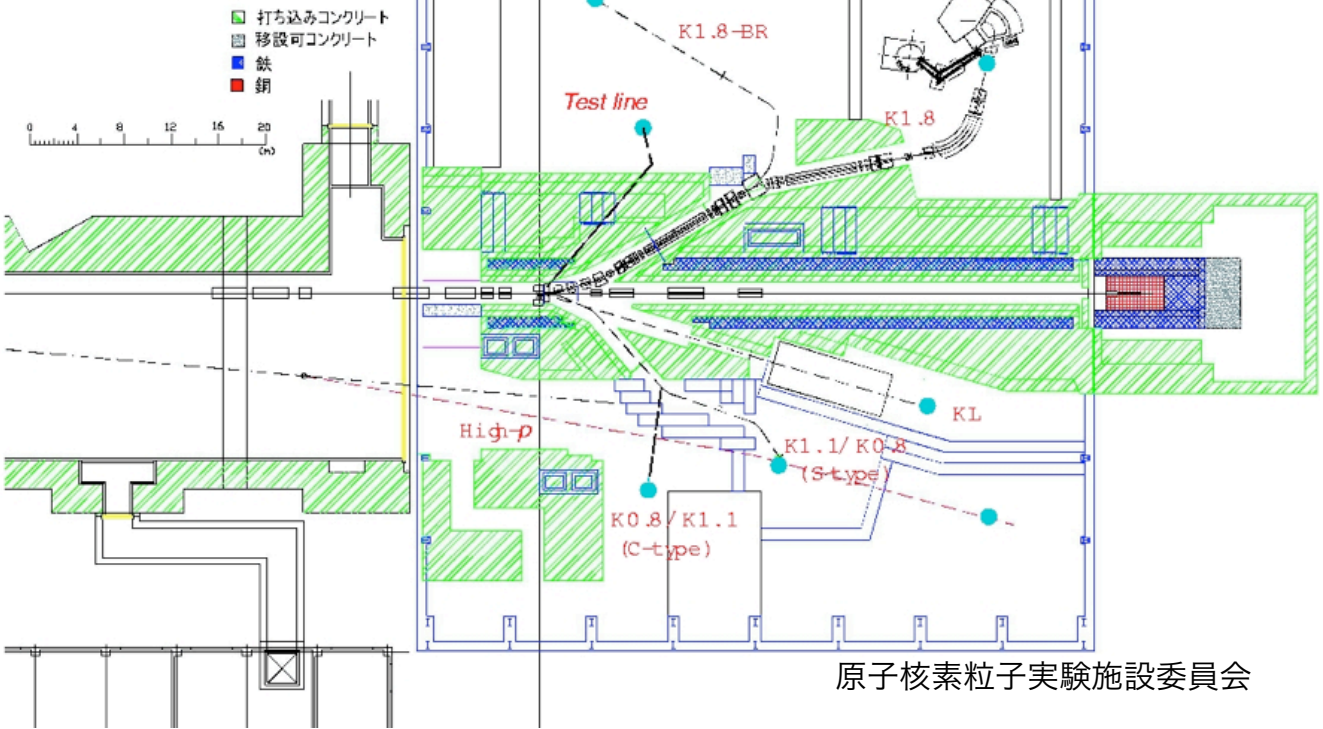 打ち込みコンクリート
移設可コンクリート
鉄
銅
0 4 8 12 16 20
(m)
K1.8-BR
Test line
K1.8
High-p
KL
K1.1/K0.8
(S-type)
K0.8/K1.1
(C-type)
原子核素粒子実験施設委員会